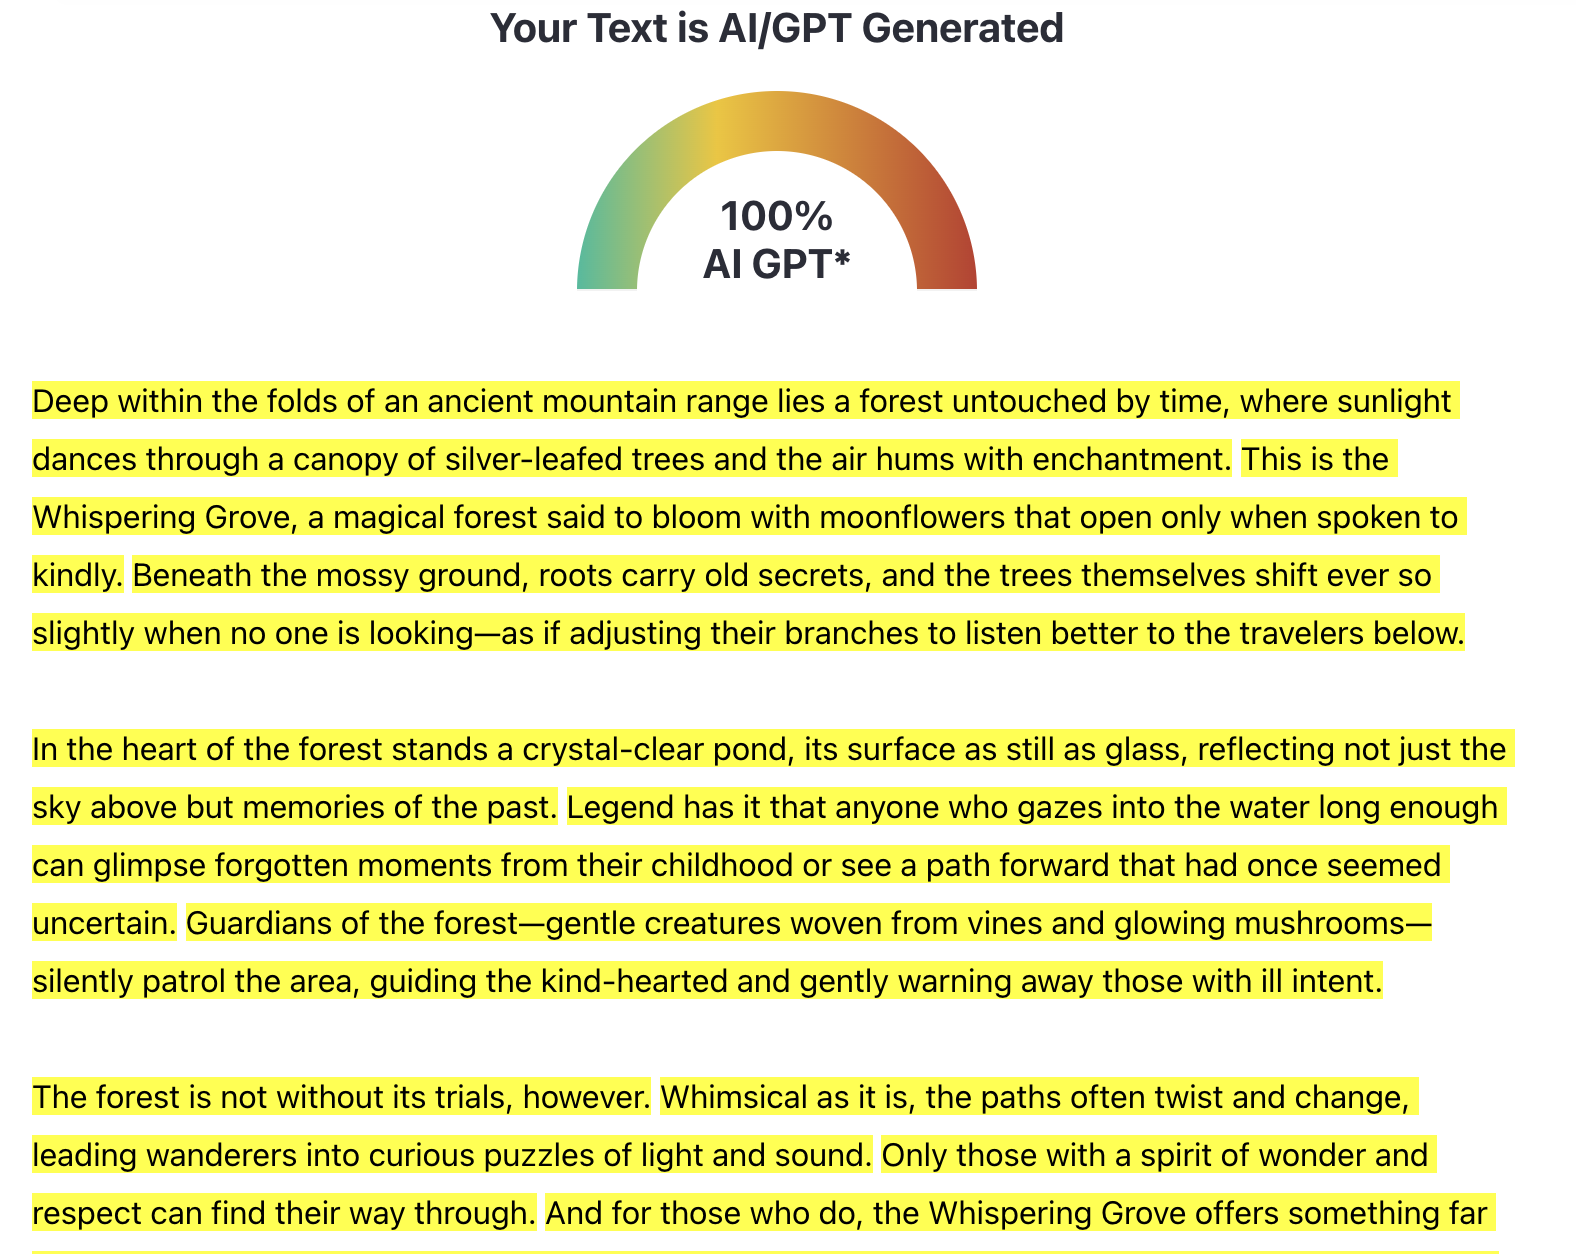 Your Text is AI/GPT Generated
100%
AI GPT*
Deep within the folds of an ancient mountain range lies a forest untouched by time, where sunlight
dances through a canopy of silver-leafed trees and the air hums with enchantment. This is the
Whispering Grove, a magical forest said to bloom with moonflowers that open only when spoken to
kindly. Beneath the mossy ground, roots carry old secrets, and the trees themselves shift ever so
slightly when no one is looking—as if adjusting their branches to listen better to the travelers below.
In the heart of the forest stands a crystal-clear pond, its surface as still as glass, reflecting not just the
sky above but memories of the past. Legend has it that anyone who gazes into the water long enough
can glimpse forgotten moments from their childhood or see a path forward that had once seemed
uncertain. Guardians of the forest—gentle creatures woven from vines and glowing mushrooms—
silently patrol the area, guiding the kind-hearted and gently warning away those with ill intent.
The forest is not without its trials, however. Whimsical as it is, the paths often twist and change,
leading wanderers into curious puzzles of light and sound. Only those with a spirit of wonder and
respect can find their way through. And for those who do, the Whispering Grove offers something far